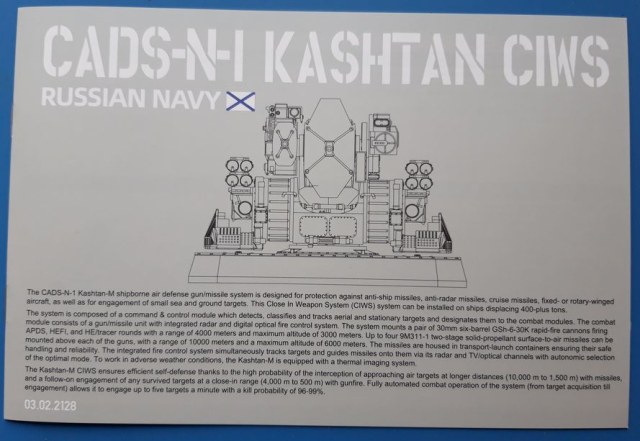 CADS-N-1 KASHTAN CIWS
RUSSIAN NAVY
The CADS-N-1 Kashtan-M shipborne air defense gun/missile system is designed for protection against anti-ship missiles, anti-radar missiles, cruise missiles, fixed- or rotary-winged
aircraft, as well as for engagement of small sea and ground targets. This Close In Weapon System (CIWS) system can be installed on ships displacing 400-plus tons.
The system is composed of a command & control module which detects, classifies and tracks aerial and stationary targets and designates them to the combat modules. The combat
module consists of a gun/missile unit with integrated radar and digital optical fire control system. The system mounts a pair of 30mm six-barrel GSh-6-30K rapid-fire cannons firing
APDS, HEFI, and HE/tracer rounds with a range of 4000 meters and maximum altitude of 3000 meters. Up to four 9M311-1 two-stage solid-propellant surface-to-air missiles can be
mounted above each of the guns, with a range of 10000 meters and a maximum altitude of 6000 meters. The missiles are housed in transport-launch containers ensuring their safe
handling and reliability. The integrated fire control system simultaneously tracks targets and guides missiles onto them via its radar and TV/optical channels with autonomic selection
of the optimal mode. To work in adverse weather conditions, the Kashtan-M is equipped with a thermal imaging system.
The Kashtan-M CIWS ensures efficient self-defense thanks to the high probability of the interception of approaching air targets at longer distances (10,000 m to 1,500 m) with missiles,
and a follow-on engagement of any survived targets at a close-in range (4,000 m to 500 m) with gunfire. Fully automated combat operation of the system (from target acquisition till
engagement) allows it to engage up to five targets a minute with a kill probability of 96-99%.
03.02.2128